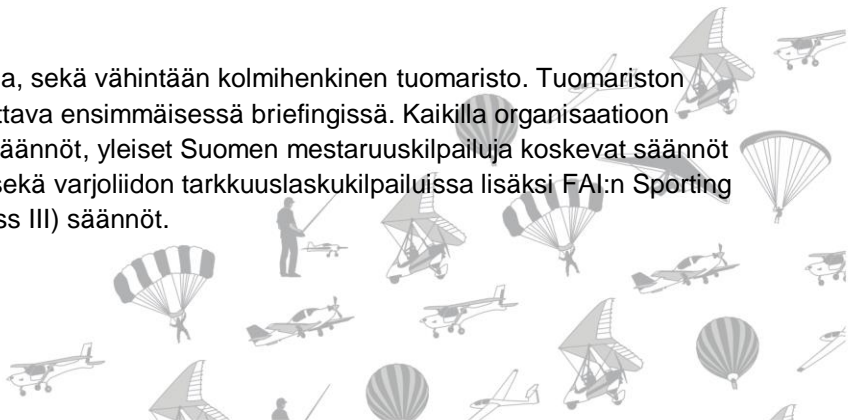 a, sekä vähintään kolmihenkinen tuomaristo. Tuomariston
ttava ensimmäisessä briefingissä. Kaikilla organisaatioon
äännöt, yleiset Suomen mestaruuskilpailuja koskevat säännöt
sekä varjoliidon tarkkuuslaskukilpailuissa lisäksi FAI:n Sporting
ss III) säännöt.